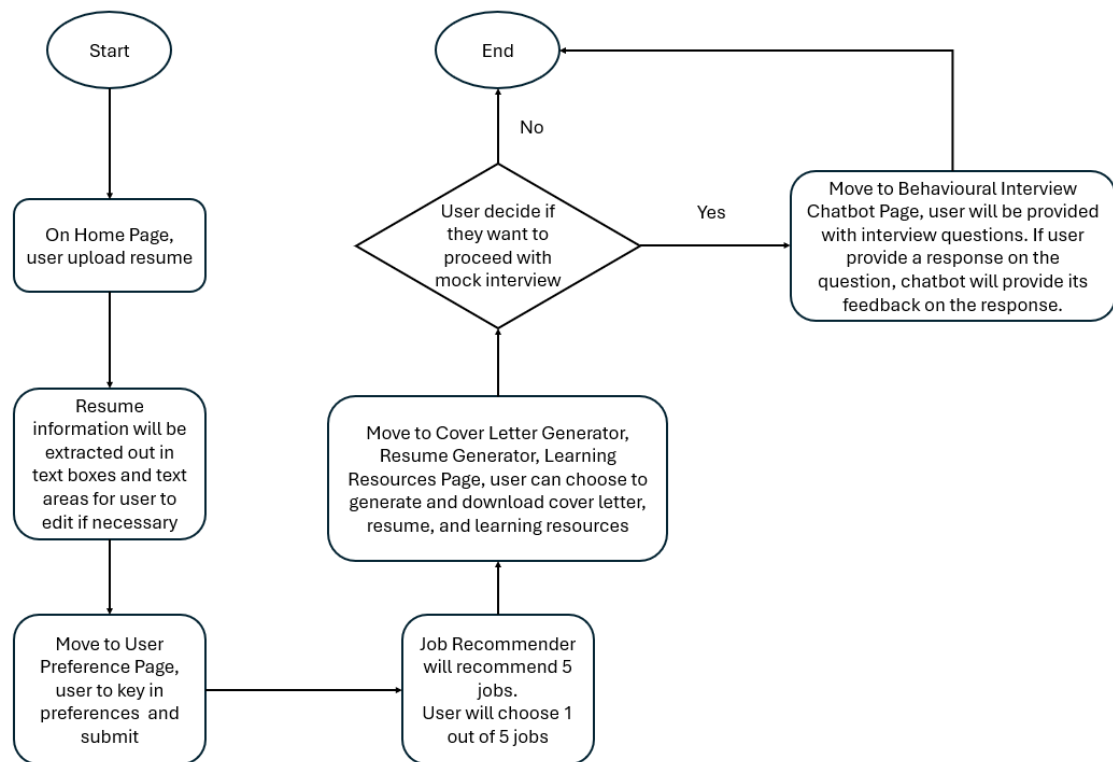 Start
On Home Page,
user upload resume
Resume
information will be
extracted out in
text boxes and text
areas for user to
edit if necessary
Move to User
Preference Page,
user to key in
preferences  and
submit
Job Recommender
will recommend 5
jobs.
User will choose 1
out of 5 jobs
Move to Cover Letter Generator,
Resume Generator, Learning
Resources Page, user can choose to
generate and download cover letter,
resume, and learning resources
User decide if
they want to
proceed with
mock interview
No
End
Yes
Move to Behavioural Interview
Chatbot Page, user will be provided
with interview questions. If user
provide a response on the
question, chatbot will provide its
feedback on the response.